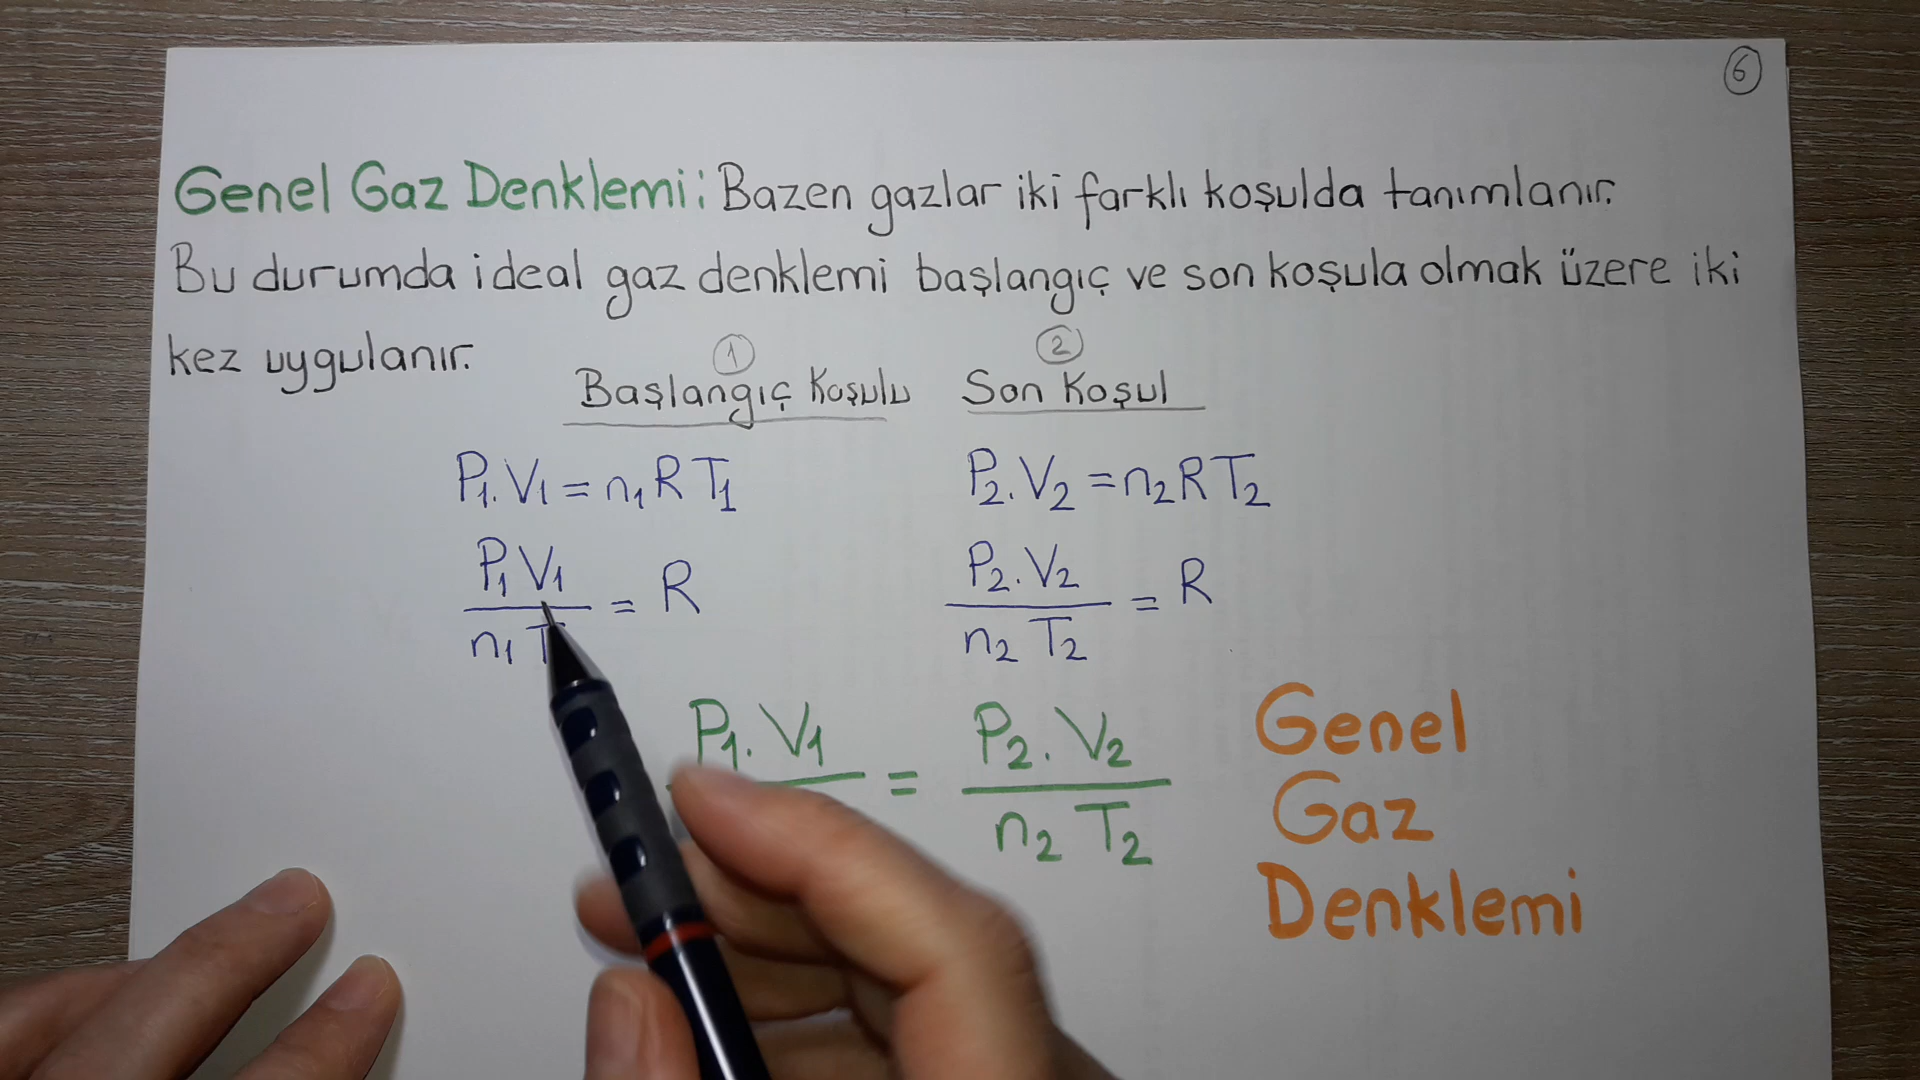 6
Genel Gaz Denklemi: Bazen gazlar iki farklı koşulda tanımlanır.
Bu durumda ideal gaz denklemi başlangıç ve son koşula olmak üzere iki
kez uygulanır.
1
Başlangıç Koşulu
2
Son Koşul
P₁.V₁ = n₁RT₁
P₂.V₂ = n₂RT₂
P₁V₁
n₁T
= R
P₂.V₂
n₂ T₂
= R
P₁.V₁
=
P₂.V₂
n₂ T₂
Genel
Gaz
Denklemi